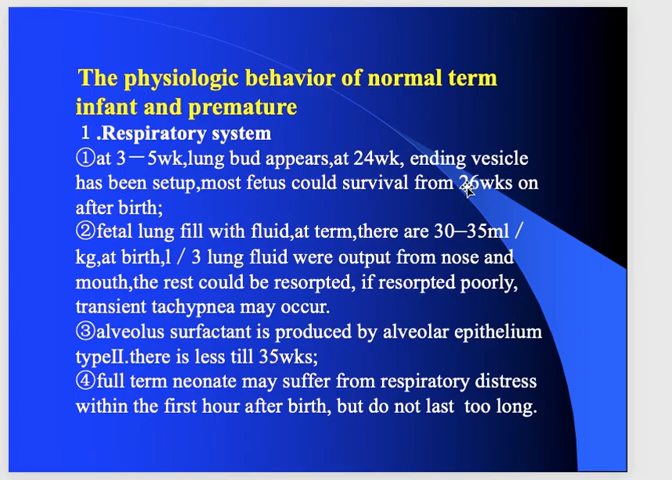 The physiologic behavior of normal term
infant and premature
１.Respiratory system
①at 3－5wk,lung bud appears,at 24wk, ending vesicle
has been setup,most fetus could survival from 26wks on
after birth;
②fetal lung fill with fluid,at term,there are 30–35ml／
kg,at birth,l／3 lung fluid were output from nose and
mouth,the rest could be resorpted, if resorpted poorly,
transient tachypnea may occur.
③alveolus surfactant is produced by alveolar epithelium
typeII.there is less till 35wks;
④full term neonate may suffer from respiratory distress
within the first hour after birth, but do not last  too long.